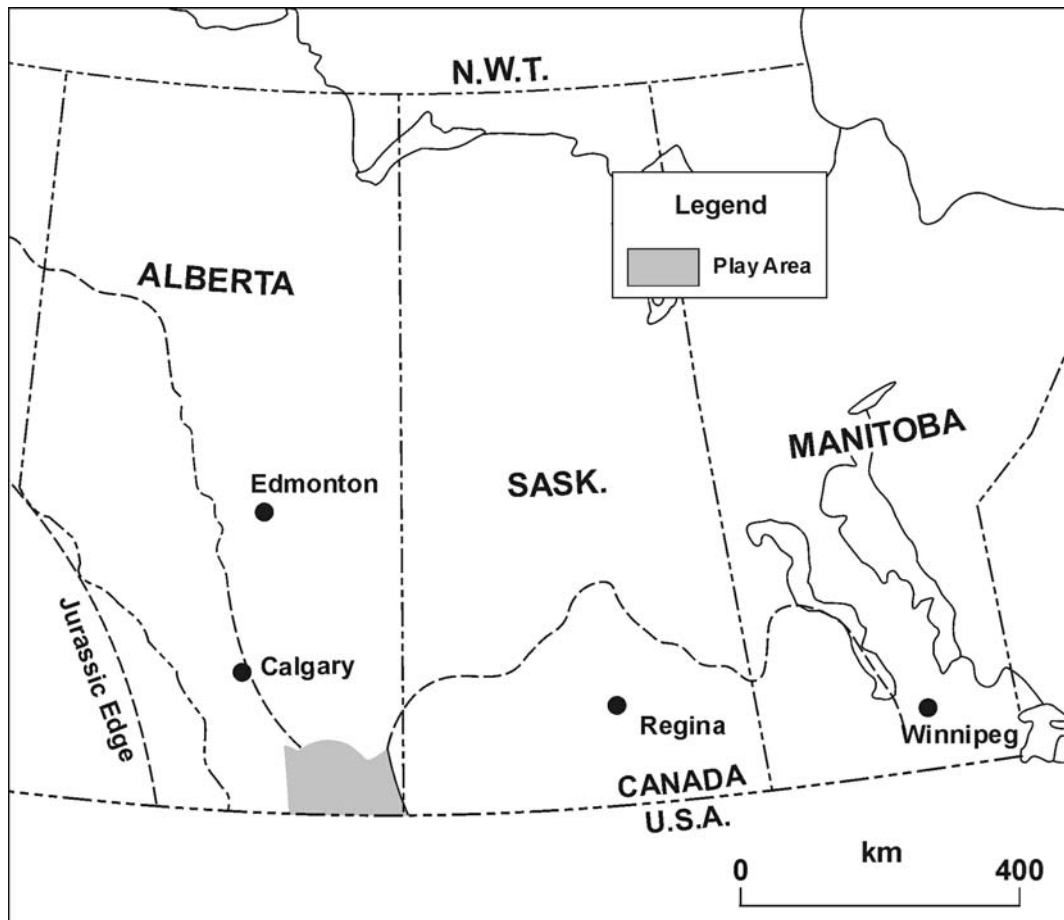 N.W.T.
Legend
Play Area
ALBERTA
MANITOBA
Edmonton
SASK.
Jurassic Edge
Calgary
Regina
Winnipeg
CANADA
U.S.A.
km
0 400